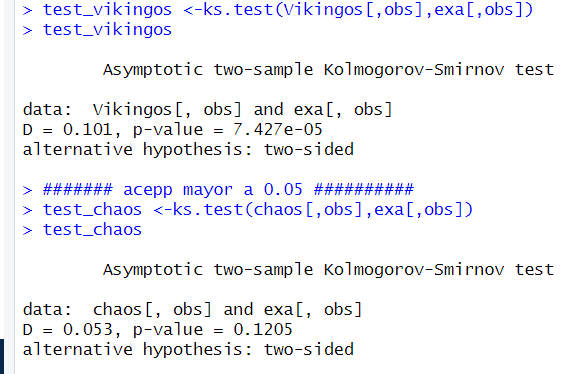 > test_vikingos <-ks.test(Vikingos[,obs],exa[,obs])
> test_vikingos
Asymptotic two-sample Kolmogorov-Smirnov test
data:  Vikingos[, obs] and exa[, obs]
D = 0.101, p-value = 7.427e-05
alternative hypothesis: two-sided
> ####### acepp mayor a 0.05 ##########
> test_chaos <-ks.test(chaos[,obs],exa[,obs])
> test_chaos
Asymptotic two-sample Kolmogorov-Smirnov test
data:  chaos[, obs] and exa[, obs]
D = 0.053, p-value = 0.1205
alternative hypothesis: two-sided